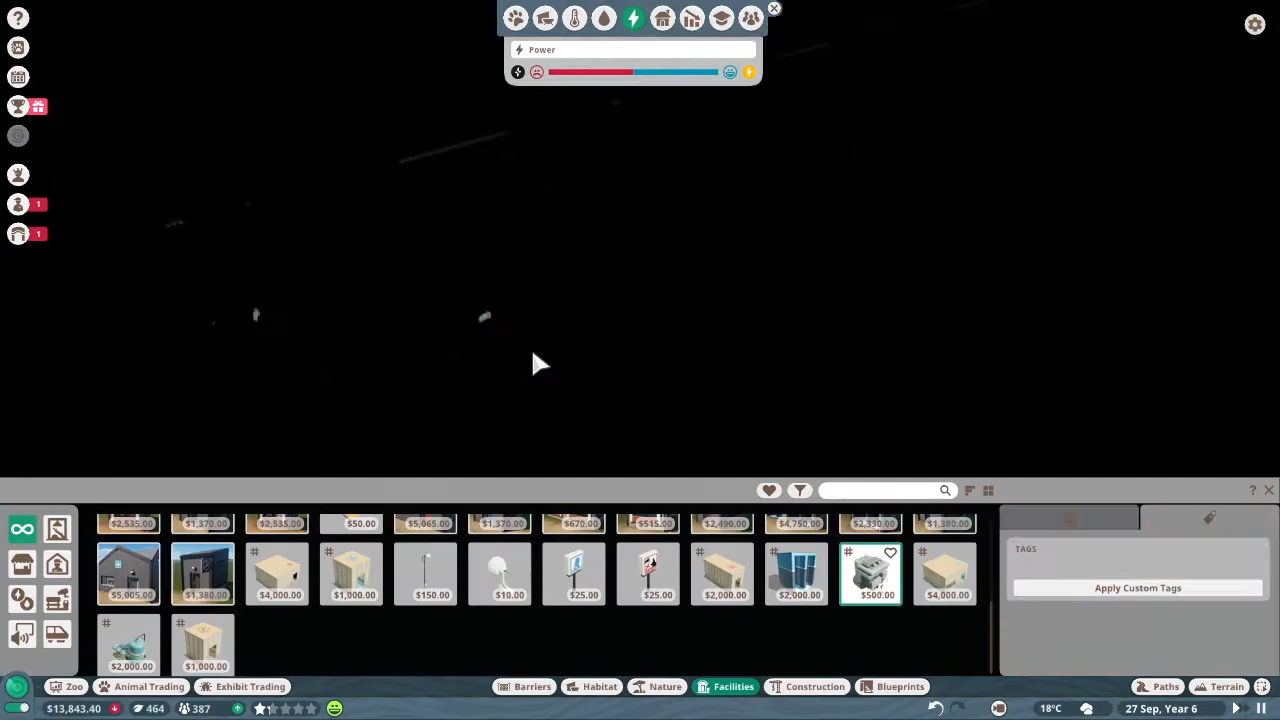 Power
1
1
$2,535.00 $1,370.00 $2,535.00 $50.00 $5,065.00 $1,370.00 $670.00 $515.00 $2,490.00 $4,750.00 $2,330.00 $1,380.00
$5,005.00 $1,380.00 $4,000.00 $1,000.00 $150.00 $10.00 $25.00 $25.00 $2,000.00 $2,000.00 $500.00 $4,000.00
$2,000.00 $1,000.00
TAGS
Apply Custom Tags
Zoo Animal Trading Exhibit Trading Barriers Habitat Nature Facilities Construction Blueprints Paths Terrain
$13,843.40 464 387 18°C 27 Sep, Year 6